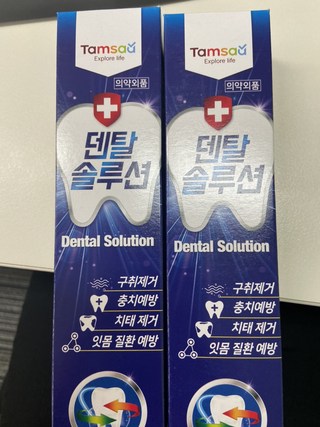 Tamsaa
Explore life
의약외품
덴탈
솔루션
Dental Solution
구취제거
충치예방
치태 제거
잇몸 질환 예방
Tamsaa
Explore life
의약외품
덴탈
솔루션
Dental Solution
구취제거
충치예방
치태 제거
잇몸 질환 예방